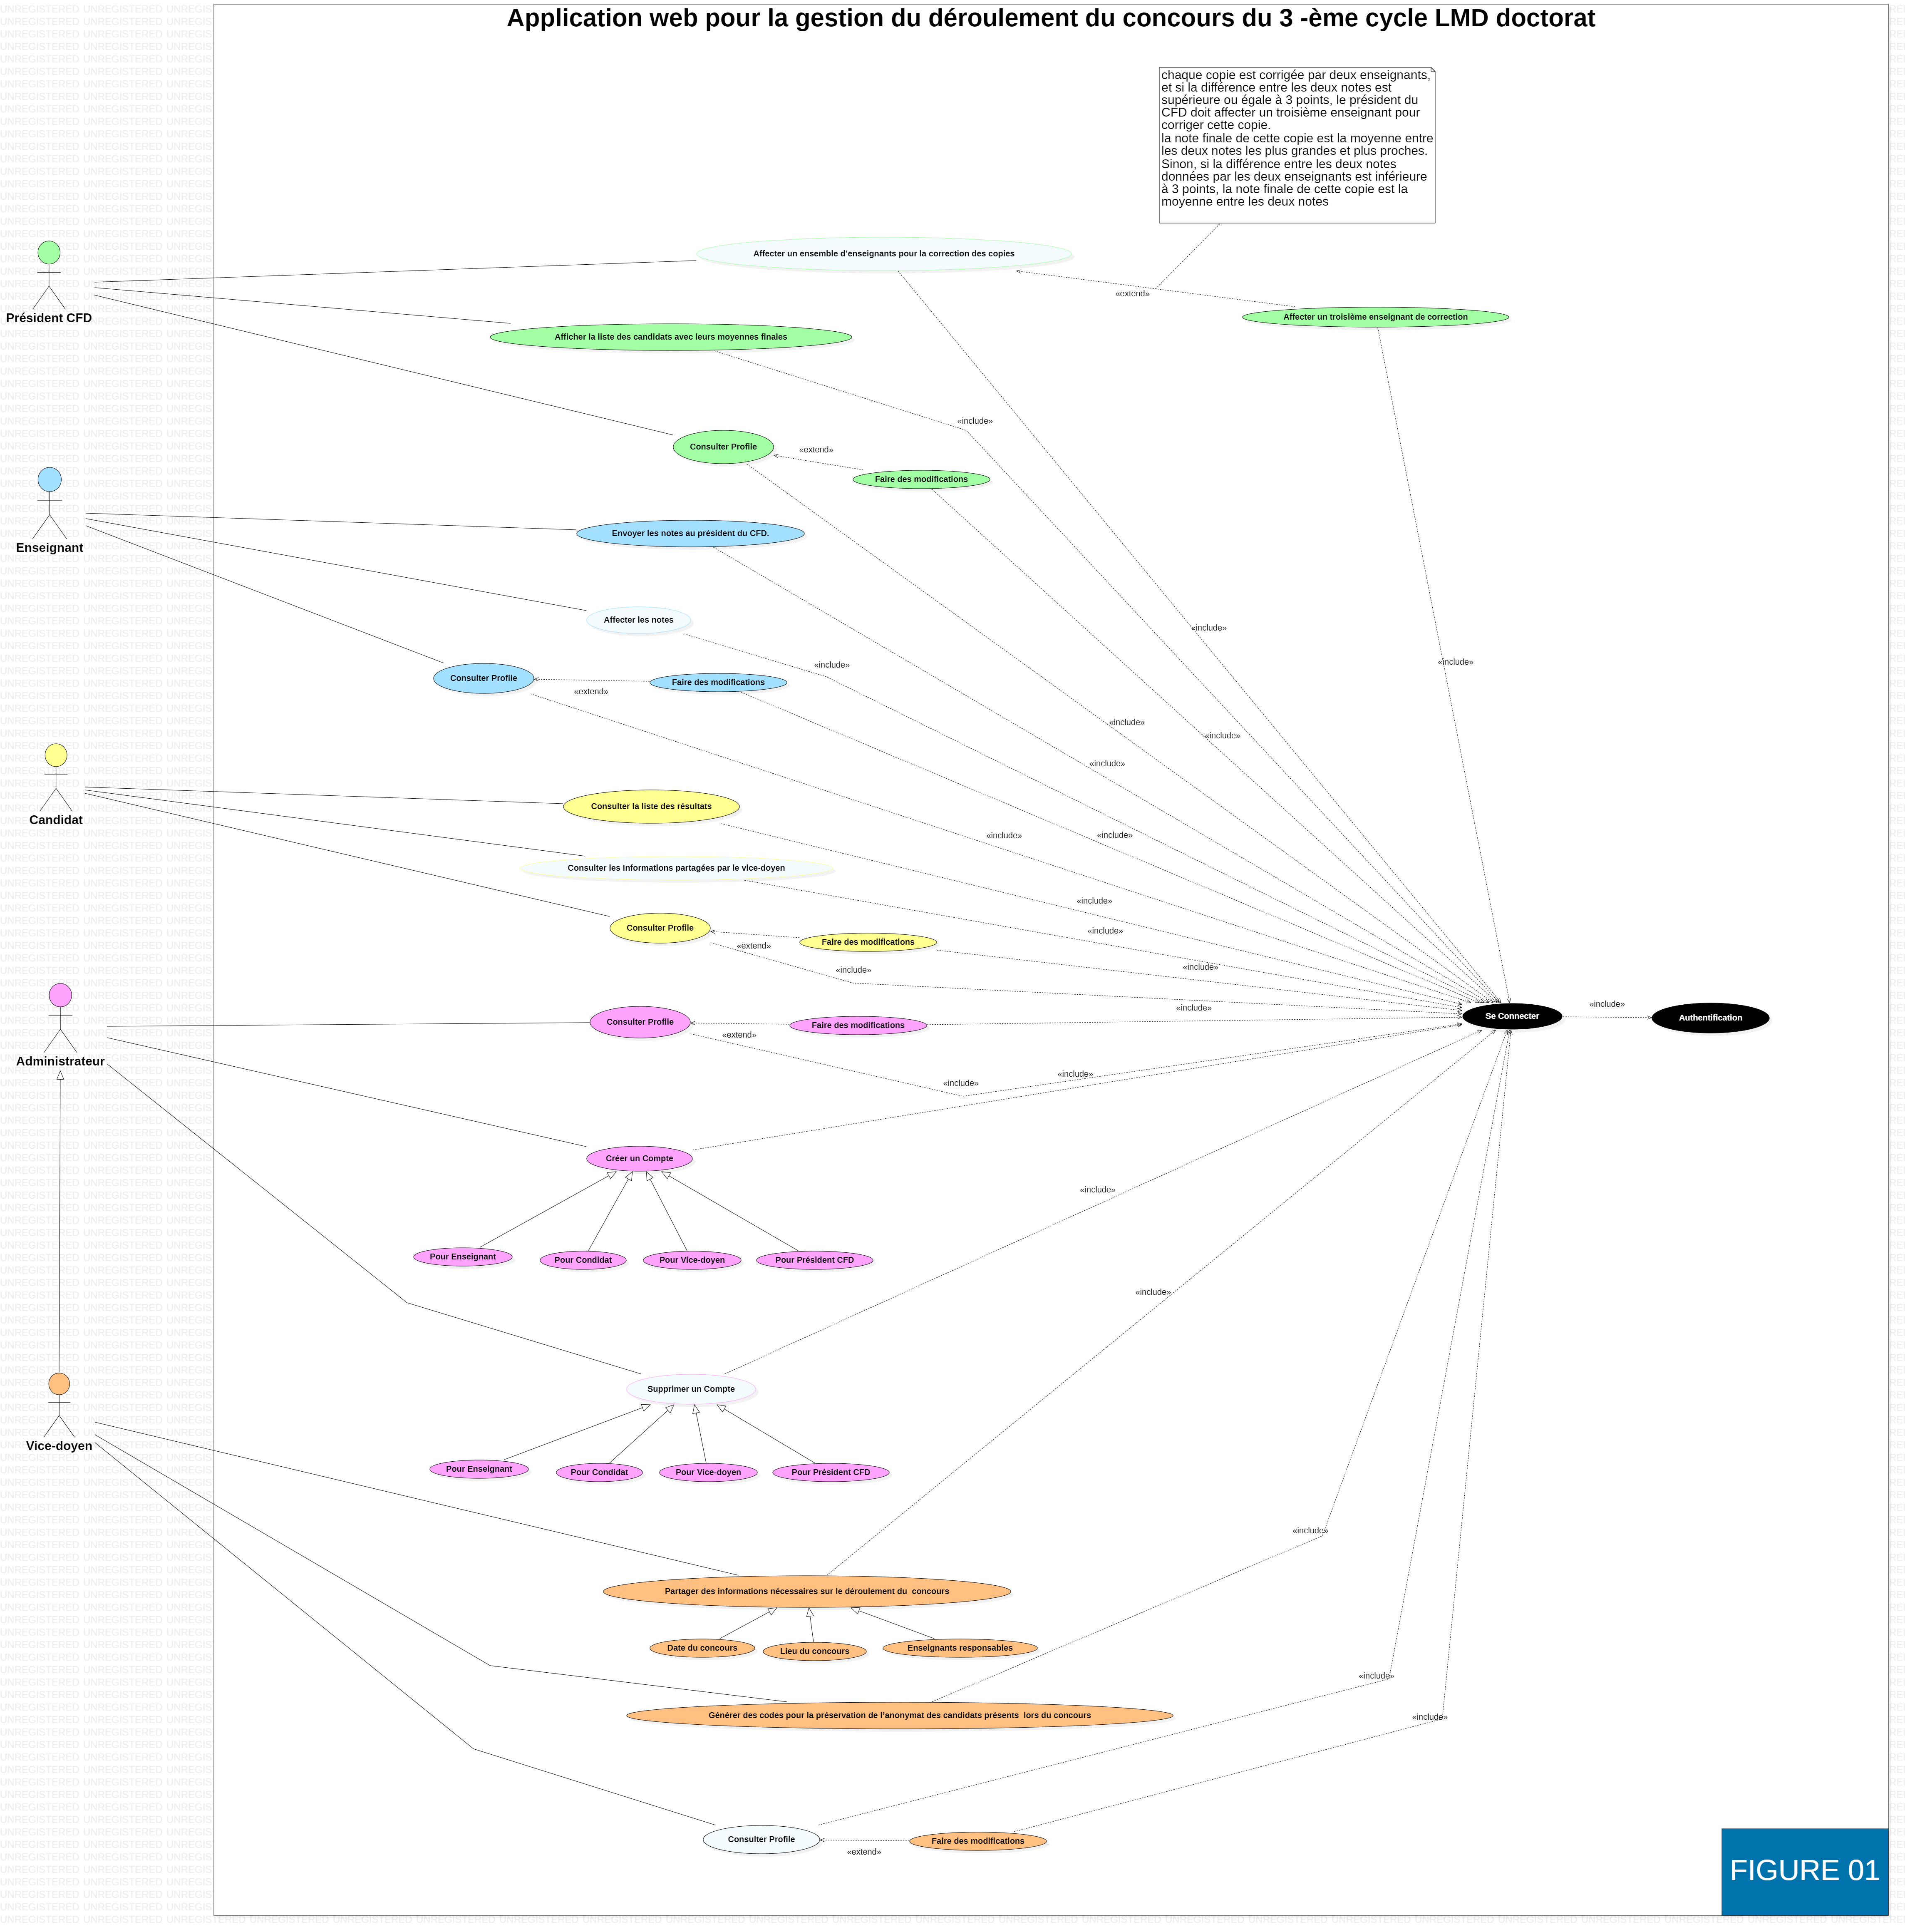 Application web pour la gestion du déroulement du concours du 3 -ème cycle LMD doctorat
chaque copie est corrigée par deux enseignants,
et si la différence entre les deux notes est
supérieure ou égale à 3 points, le président du
CFD doit affecter un troisième enseignant pour
corriger cette copie.
la note finale de cette copie est la moyenne entre
les deux notes les plus grandes et plus proches.
Sinon, si la différence entre les deux notes
données par les deux enseignants est inférieure
à 3 points, la note finale de cette copie est la
moyenne entre les deux notes
Affecter un ensemble d'enseignants pour la correction des copies
«extend»
Président CFD
Affecter un troisième enseignant de correction
Afficher la liste des candidats avec leurs moyennes finales
«include»
Consulter Profile
«extend»
Faire des modifications
Envoyer les notes au président du CFD.
Enseignant
Affecter les notes
«include»
«include»
«include»
Consulter Profile
Faire des modifications
«extend»
«include»
«include»
«include»
Candidat
Consulter la liste des résultats
«include»
«include»
Consulter les Informations partagées par le vice-doyen
«include»
Consulter Profile
«include»
Faire des modifications
«extend»
«include»
«include»
Administrateur
Consulter Profile
Faire des modifications
«extend»
«include»
«include»
Se Connecter
Authentification
«include»
«include»
«include»
Créer un Compte
«include»
Pour Enseignant
Pour Condidat
Pour Vice-doyen
Pour Président CFD
«include»
Supprimer un Compte
Vice-doyen
Pour Enseignant
Pour Condidat
Pour Vice-doyen
Pour Président CFD
«include»
Partager des informations nécessaires sur le déroulement du  concours
Date du concours
Lieu du concours
Enseignants responsables
«include»
Générer des codes pour la préservation de l'anonymat des candidats présents  lors du concours
«include»
Consulter Profile
Faire des modifications
«extend»
FIGURE 01
UNREGISTERED